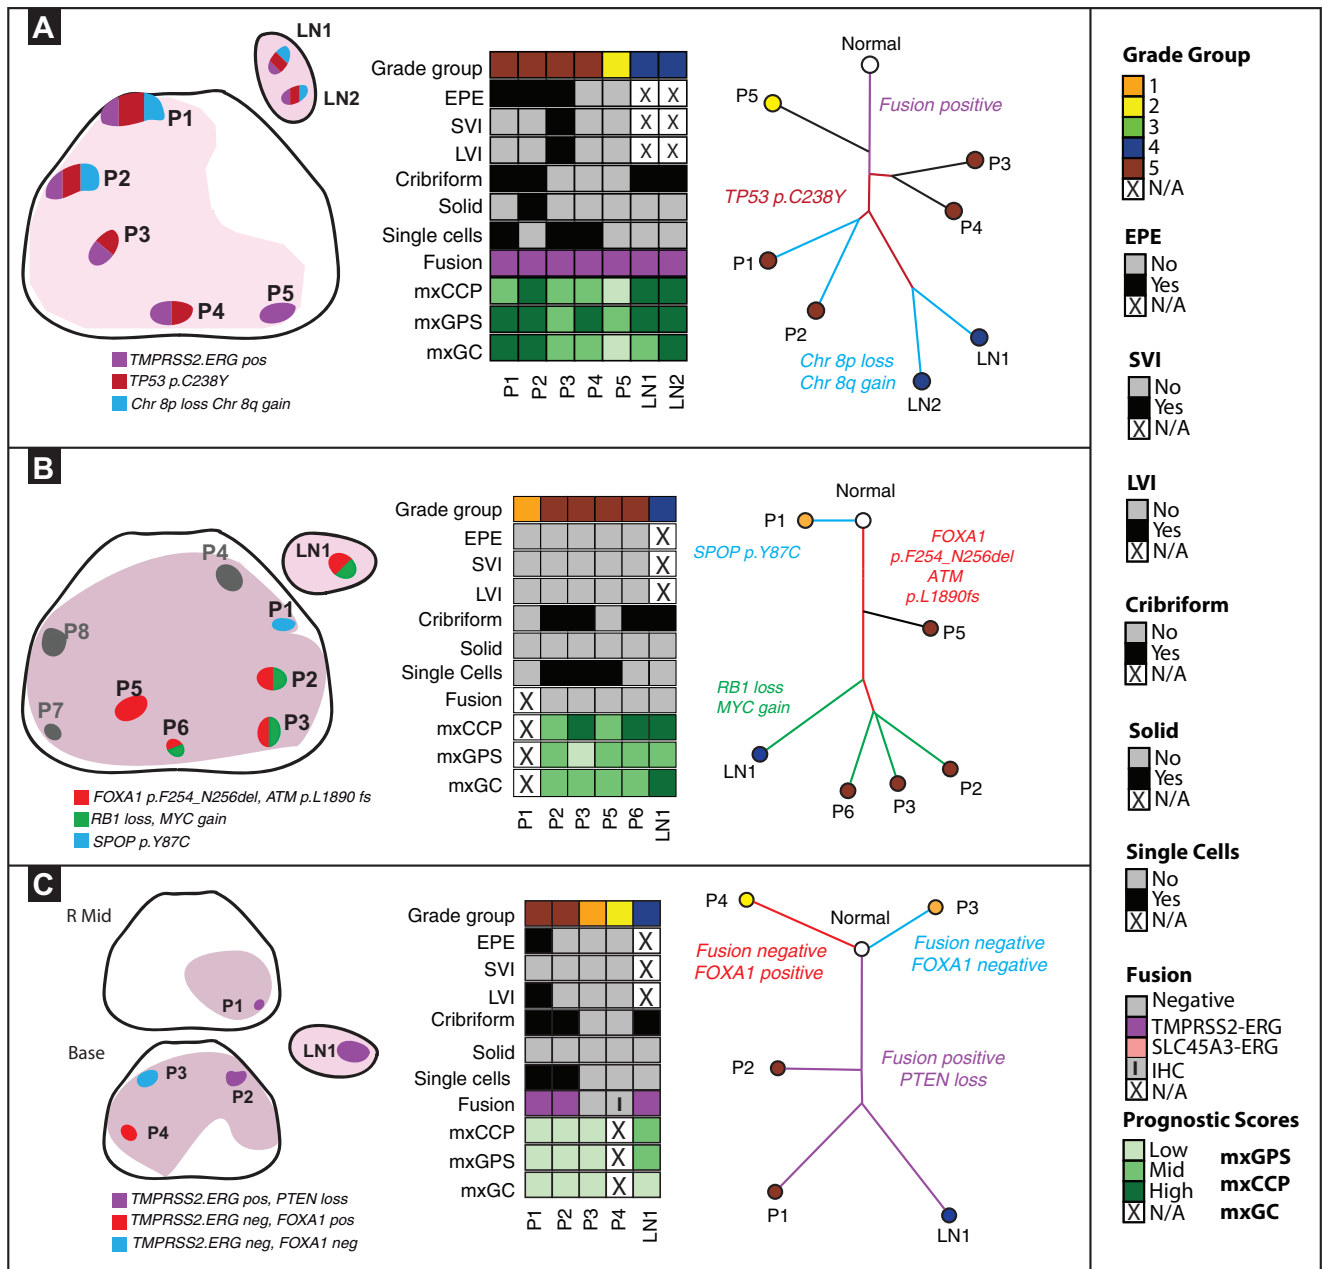 A
LN1
LN2
P1
P2
P3
P4
P5
TMPRSS2.ERG pos
TP53 p.C238Y
Chr 8p loss Chr 8q gain
Grade group
EPE X X
SVI X X
LVI X X
Cribriform
Solid
Single cells
Fusion
mxCCP
mxGPS
mxGC
P1 P2 P3 P4 P5 LN1 LN2
Normal
P5
Fusion positive
P3
TP53 p.C238Y
P4
P1
P2
Chr 8p loss
Chr 8q gain
LN1
LN2
B
P4
LN1
P1
P8
P5
P2
P7
P6
P3
FOXA1 p.F254_N256del, ATM p.L1890 fs
RB1 loss, MYC gain
SPOP p.Y87C
Grade group
EPE X
SVI X
LVI X
Cribriform
Solid
Single Cells
Fusion X
mxCCP X
mxGPS X
mxGC X
P1 P2 P3 P5 P6 LN1
Normal
P1
SPOP p.Y87C
FOXA1
p.F254_N256del
ATM
p.L1890fs
P5
RB1 loss
MYC gain
LN1
P6
P3
P2
C
R Mid
P1
Base
LN1
P3
P2
P4
TMPRSS2.ERG pos, PTEN loss
TMPRSS2.ERG neg, FOXA1 pos
TMPRSS2.ERG neg, FOXA1 neg
Grade group
EPE X
SVI X
LVI X
Cribriform
Solid
Single cells
Fusion I
mxCCP X
mxGPS X
mxGC X
P1 P2 P3 P4 LN1
P4
Normal
P3
Fusion negative
FOXA1 positive
Fusion negative
FOXA1 negative
P2
Fusion positive
PTEN loss
P1
LN1
Grade Group
1
2
3
4
5
X N/A
EPE
No
Yes
X N/A
SVI
No
Yes
X N/A
LVI
No
Yes
X N/A
Cribriform
No
Yes
X N/A
Solid
No
Yes
X N/A
Single Cells
No
Yes
X N/A
Fusion
Negative
TMPRSS2-ERG
SLC45A3-ERG
I IHC
X N/A
Prognostic Scores
Low
Mid
High
X N/A
mxGPS
mxCCP
mxGC